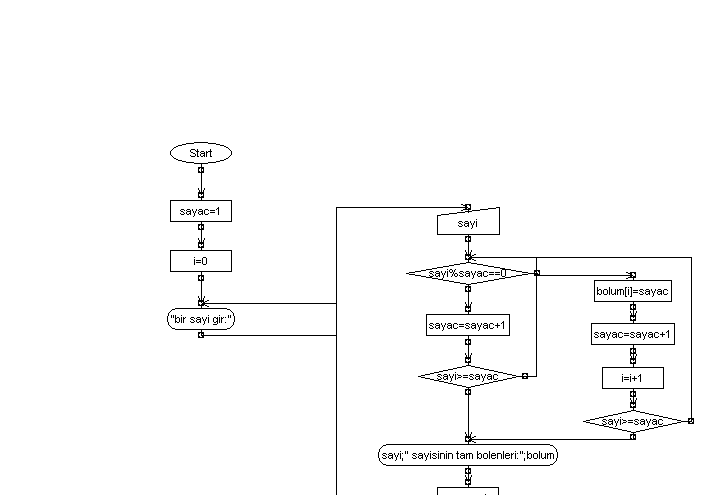 Start
sayac=1
i=0
"bir sayi gir:"
sayi
sayi%sayac==0
sayac=sayac+1
sayi>=sayac
bolum[i]=sayac
sayac=sayac+1
i=i+1
sayi>=sayac
sayi;" sayisinin tam bolenleri:";bolum